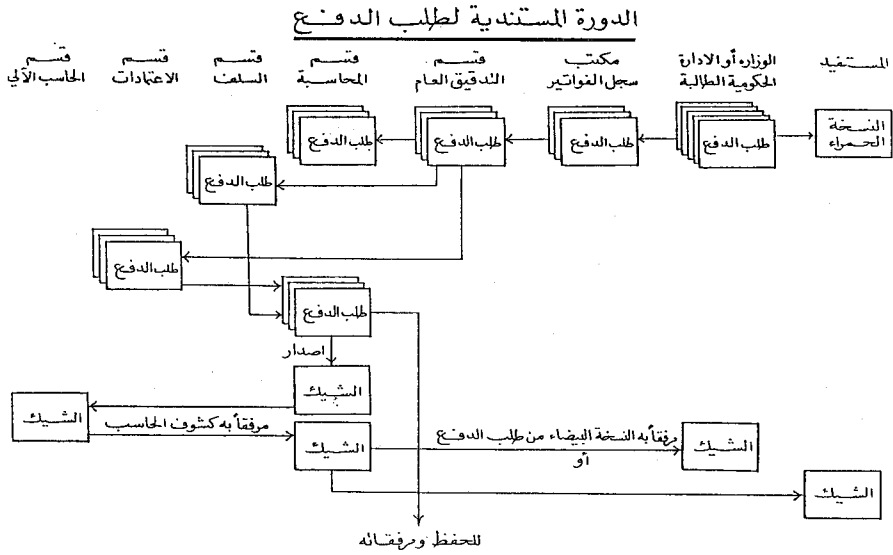 الدورة المستندية لطلب الدفع
المستفيد
الوزارة أو الادارة
الحكومية الطالبة
مكتب
سجل الفواتير
قسم
التدقيق العام
قسم
المحاسبة
قسم
السلف
قسم
الاعتمادات
قسم
الحاسب الآلي
النسخة
الحمراء
طلب الدفع
طلب الدفع
طلب الدفع
طلب الدفع
طلب الدفع
طلب الدفع
طلب الدفع
اصدار
الشيك
الشيك
مرفقاً به كشوف الحاسب
الشيك
مرفقاً به النسخة البيضاء من طلب الدفع
أو
الشيك
الشيك
للحفظ ومرفقاته